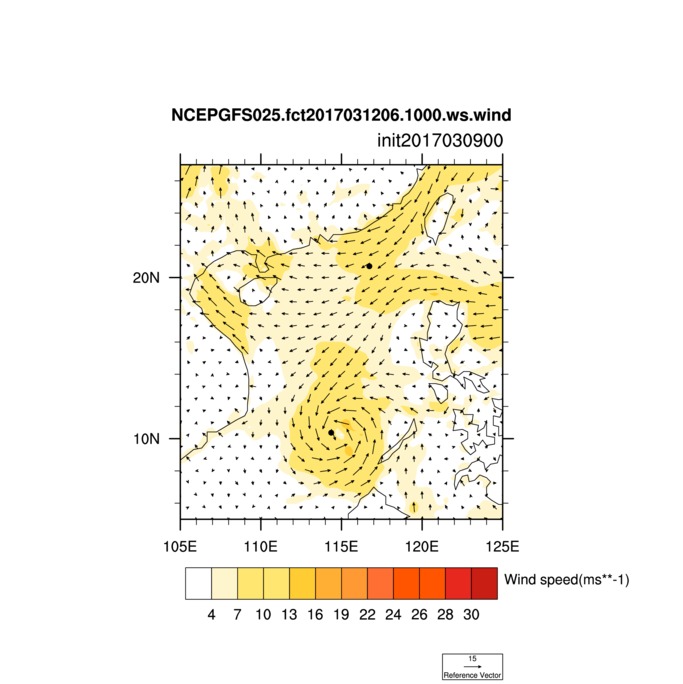 NCEPGFS025.fct2017031206.1000.ws.wind
init2017030900
20N
10N
105E 110E 115E 120E 125E
Wind speed(ms**-1)
4 7 10 13 16 19 22 24 26 28 30
15
Reference Vector